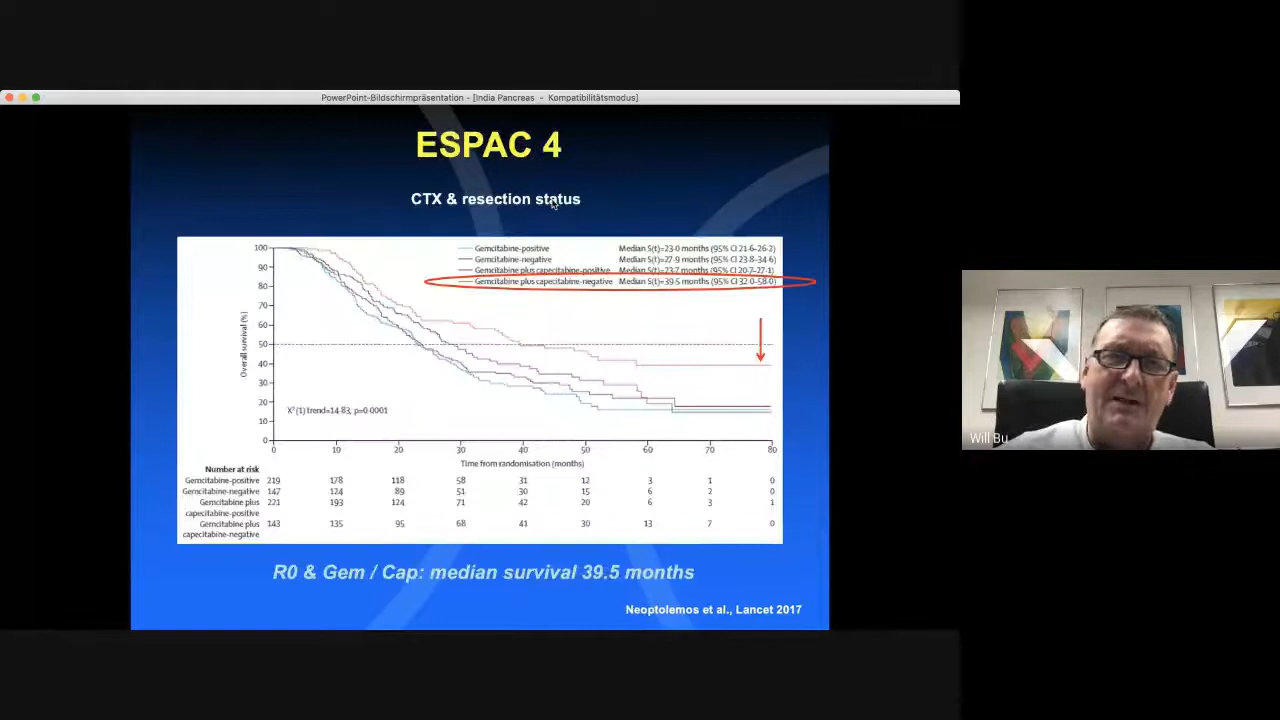 PowerPoint-Bildschirmpräsentation - [India Pancreas - Kompatibilitätsmodus]
ESPAC 4
CTX & resection status
Gemcitabine-positive Median S(t)=23·0 months (95% CI 21·6–26·2)
Gemcitabine-negative Median S(t)=27·9 months (95% CI 23·8–34·6)
Gemcitabine plus capecitabine-positive Median S(t)=23·7 months (95% CI 20·7–27·1)
Gemcitabine plus capecitabine-negative Median S(t)=39·5 months (95% CI 32·0–58·0)
100
90
80
70
60
50
40
30
20
10
0
Overall survival (%)
X²(1) trend=14·83, p=0·0001
0 10 20 30 40 50 60 70 80
Time from randomisation (months)
Number at risk
Gemcitabine-positive 219 178 118 58 31 12 3 1 0
Gemcitabine-negative 147 124 89 51 30 15 6 2 0
Gemcitabine plus 221 193 124 71 42 20 6 3 1
capecitabine-positive
Gemcitabine plus 143 135 95 68 41 30 13 7 0
capecitabine-negative
R0 & Gem / Cap: median survival 39.5 months
Neoptolemos et al., Lancet 2017
Will Bu